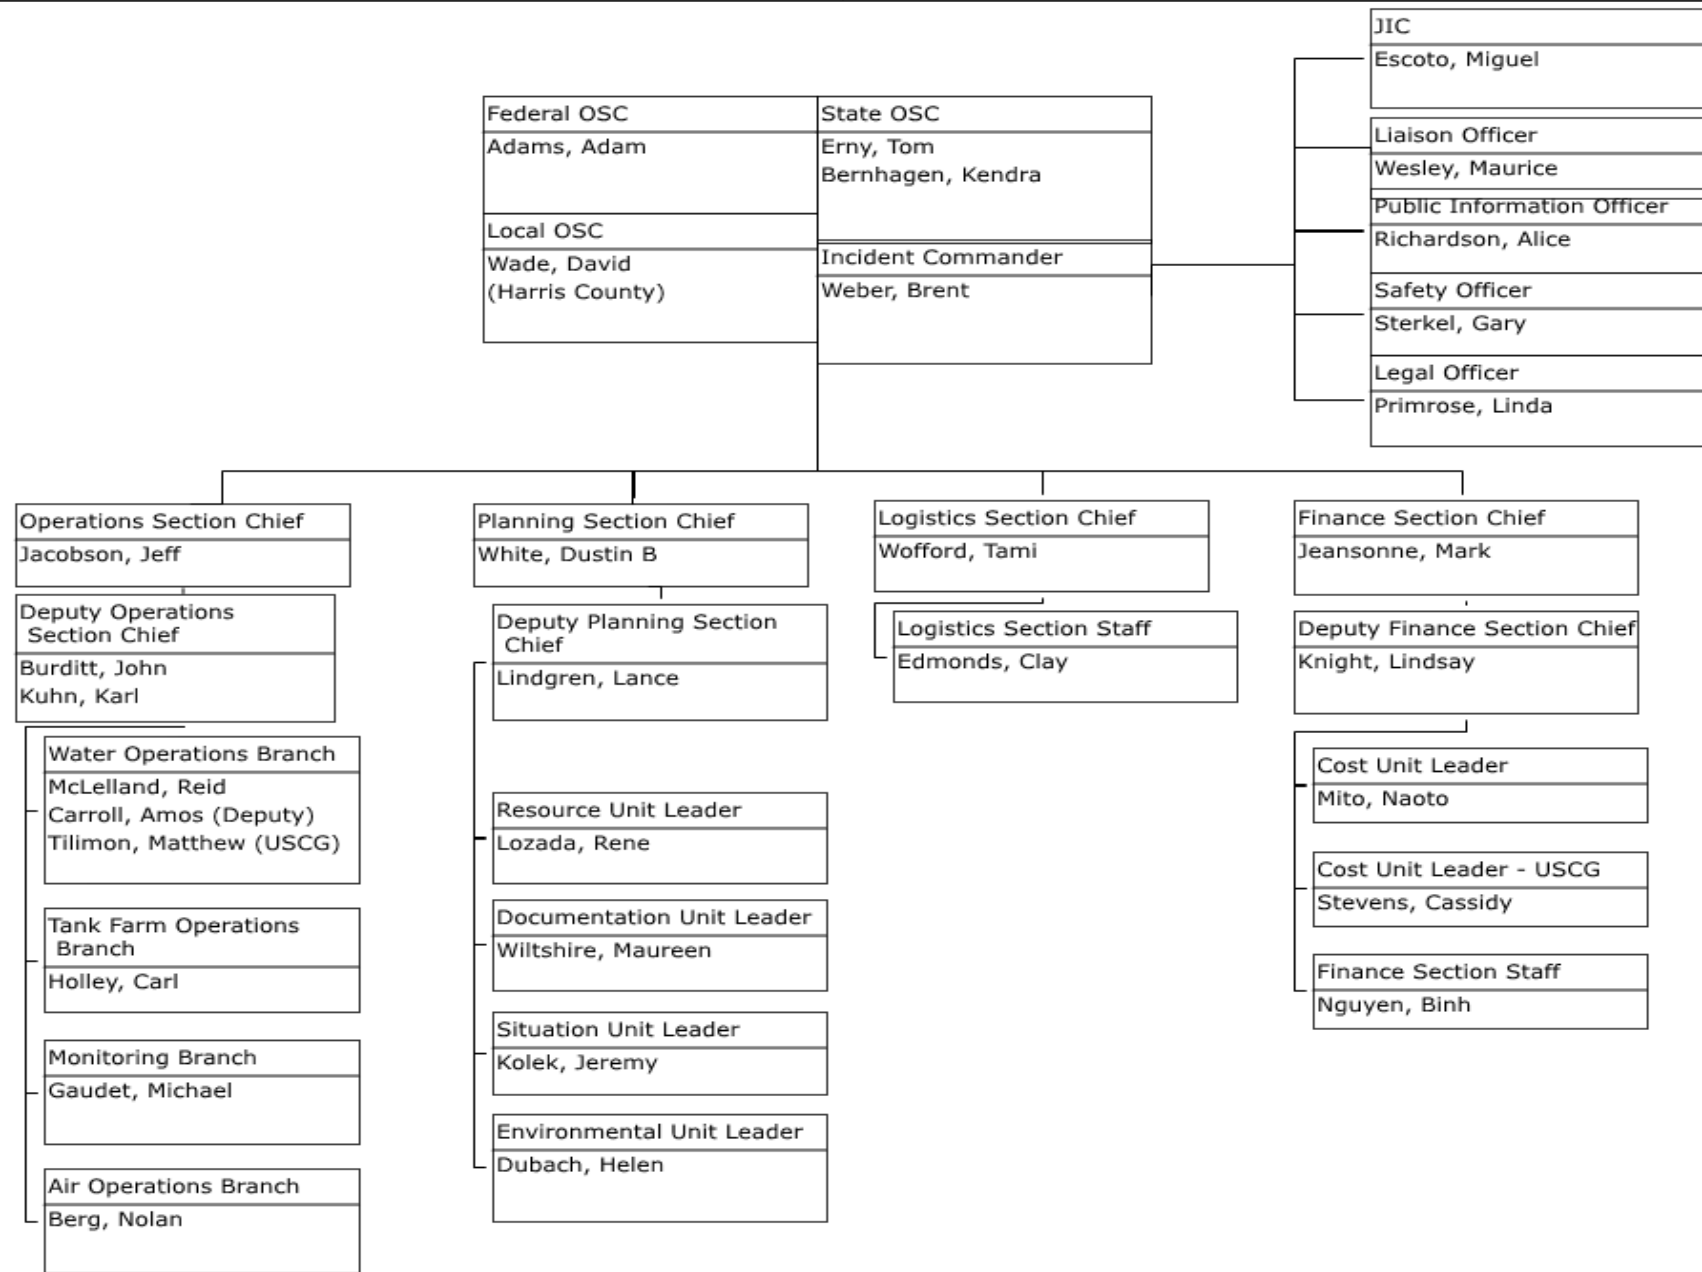 JIC
Escoto, Miguel
Federal OSC
Adams, Adam
State OSC
Erny, Tom
Bernhagen, Kendra
Local OSC
Wade, David
(Harris County)
Incident Commander
Weber, Brent
Liaison Officer
Wesley, Maurice
Public Information Officer
Richardson, Alice
Safety Officer
Sterkel, Gary
Legal Officer
Primrose, Linda
Operations Section Chief
Jacobson, Jeff
Deputy Operations
Section Chief
Burditt, John
Kuhn, Karl
Water Operations Branch
McLelland, Reid
Carroll, Amos (Deputy)
Tilimon, Matthew (USCG)
Tank Farm Operations
Branch
Holley, Carl
Monitoring Branch
Gaudet, Michael
Air Operations Branch
Berg, Nolan
Planning Section Chief
White, Dustin B
Deputy Planning Section
Chief
Lindgren, Lance
Resource Unit Leader
Lozada, Rene
Documentation Unit Leader
Wiltshire, Maureen
Situation Unit Leader
Kolek, Jeremy
Environmental Unit Leader
Dubach, Helen
Logistics Section Chief
Wofford, Tami
Logistics Section Staff
Edmonds, Clay
Finance Section Chief
Jeansonne, Mark
Deputy Finance Section Chief
Knight, Lindsay
Cost Unit Leader
Mito, Naoto
Cost Unit Leader - USCG
Stevens, Cassidy
Finance Section Staff
Nguyen, Binh